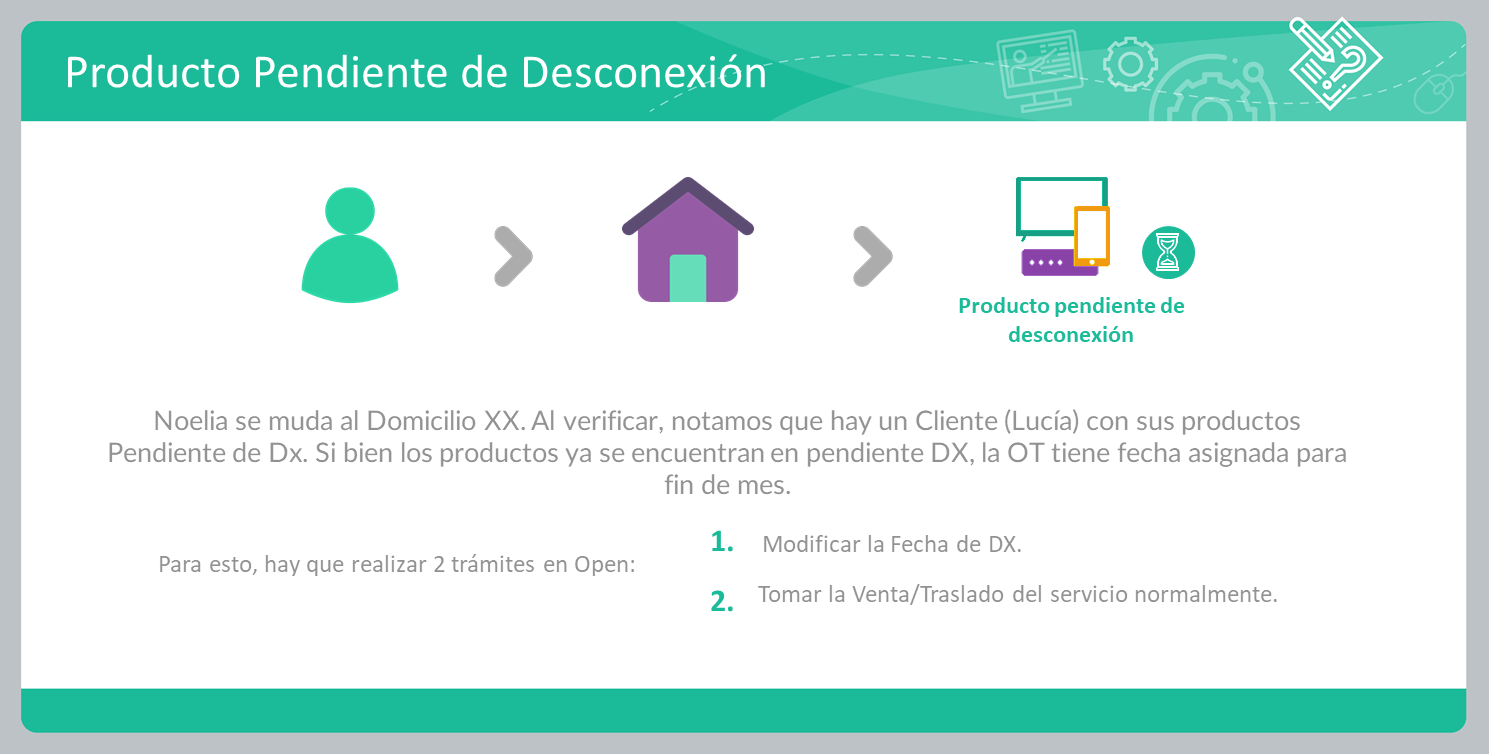 Producto Pendiente de Desconexión
Producto pendiente de
desconexión
Noelia se muda al Domicilio XX. Al verificar, notamos que hay un Cliente (Lucía) con sus productos
Pendiente de Dx. Si bien los productos ya se encuentran en pendiente DX, la OT tiene fecha asignada para
fin de mes.
Para esto, hay que realizar 2 trámites en Open:
1. Modificar la Fecha de DX.
2. Tomar la Venta/Traslado del servicio normalmente.